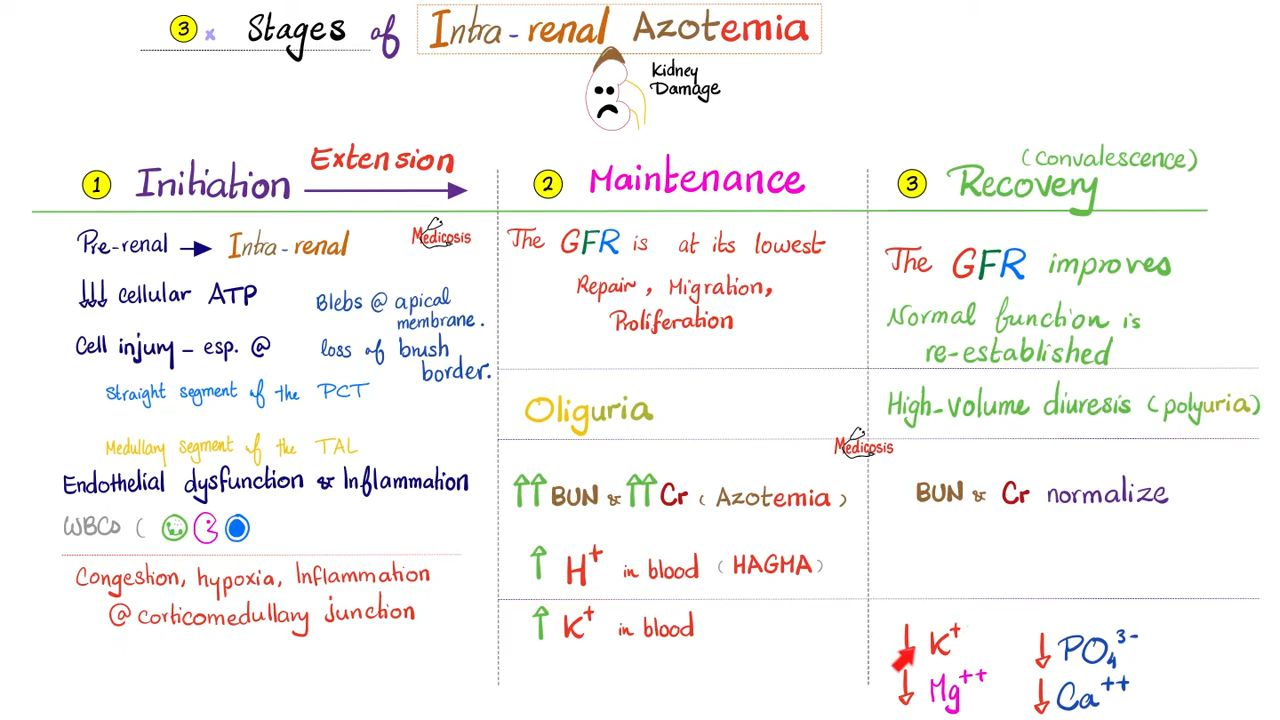 3 x Stages of Intra-renal Azotemia
Kidney
Damage
1 Initiation Extension
Pre-renal → Intra-renal
Medicosis
↓↓↓ cellular ATP
Blebs @ apical
membrane.
Cell injury - esp. @
loss of brush
border.
Straight segment of the PCT
Medullary segment of the TAL
Endothelial dysfunction & Inflammation
WBCs (
Congestion, hypoxia, Inflammation
@ corticomedullary junction
2 Maintenance
The GFR is at its lowest
Repair, Migration,
Proliferation
Oliguria
Medicosis
↑↑ BUN & ↑↑ Cr (Azotemia)
↑ H+ in blood (HAGMA)
↑ K+ in blood
(convalescence)
3 Recovery
The GFR improves
Normal function is
re-established
High-volume diuresis (polyuria)
BUN & Cr normalize
↓ K+ ↓ PO4 3-
↓ Mg++ ↓ Ca++